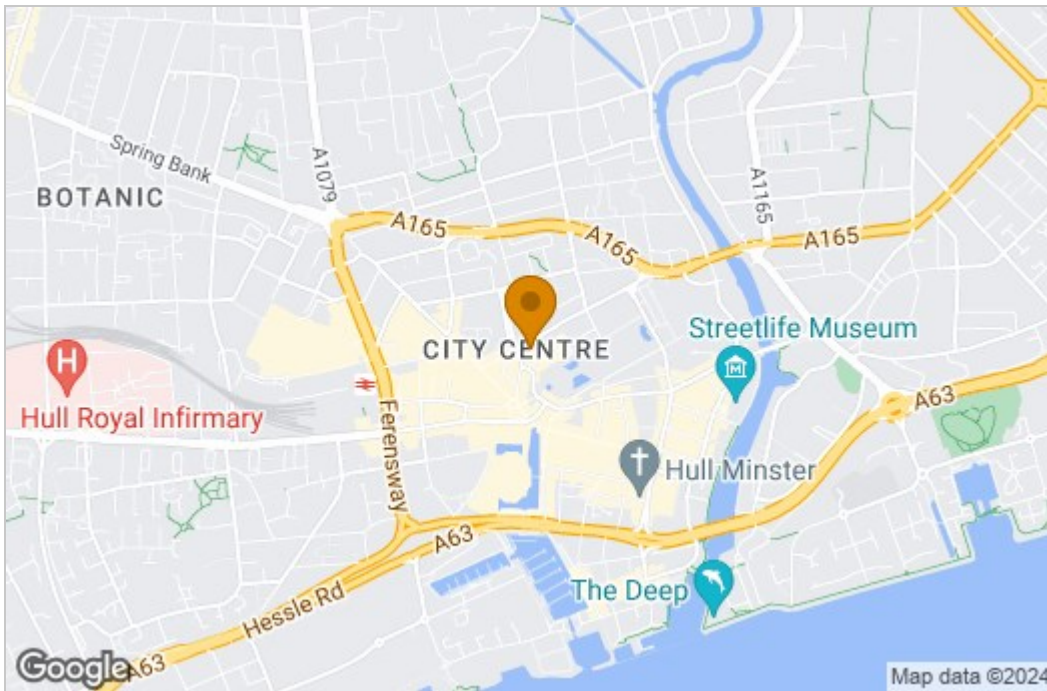 Spring Bank
A1079
BOTANIC
A165
A165
A1165
A165
CITY CENTRE
Streetlife Museum
H
Hull Royal Infirmary
Ferensway
A63
Hull Minster
A63
Hessle Rd
The Deep
A63
Google
Map data ©2024